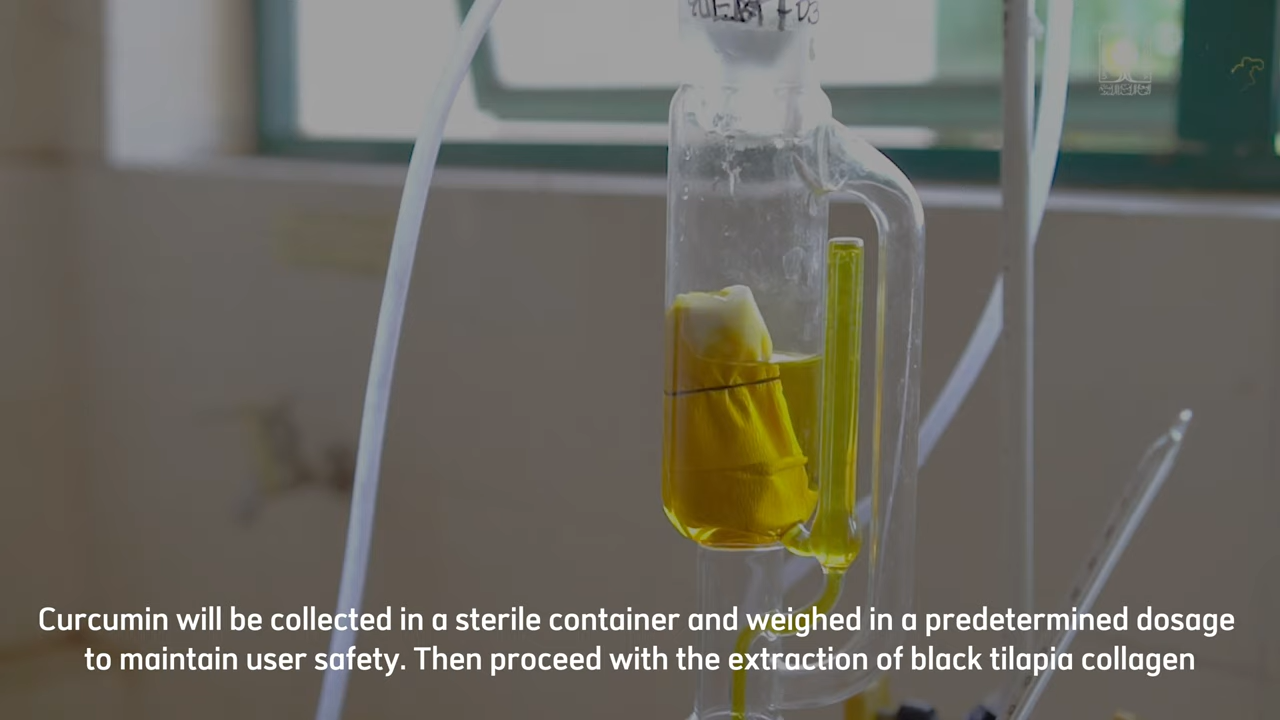 Curcumin will be collected in a sterile container and weighed in a predetermined dosage
to maintain user safety. Then proceed with the extraction of black tilapia collagen